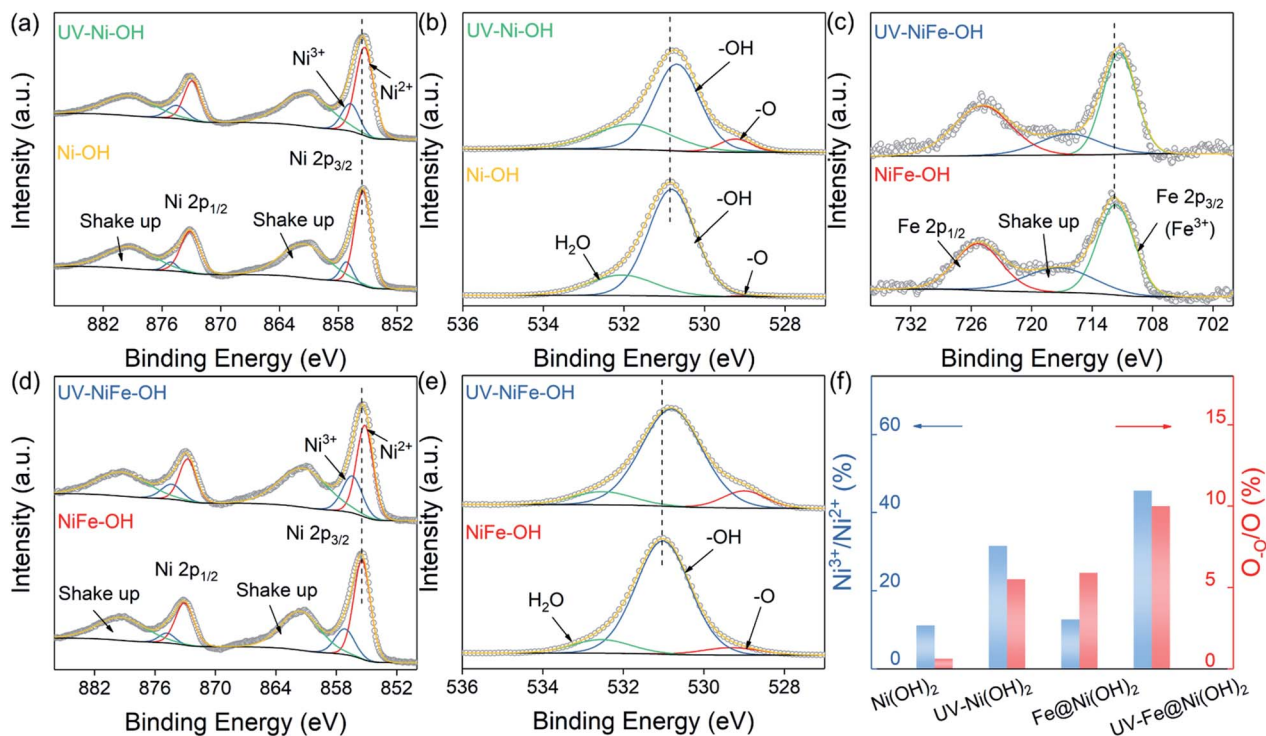 (a)
UV-Ni-OH
Ni³⁺
Ni²⁺
Ni-OH
Ni 2p₃/₂
Ni 2p₁/₂
Shake up
Shake up
Intensity (a.u.)
882 876 870 864 856 850
Binding Energy (eV)
(b)
UV-Ni-OH
-OH
-O
Ni-OH
-OH
H₂O
-O
Intensity (a.u.)
536 534 532 530 528
Binding Energy (eV)
(c)
UV-NiFe-OH
NiFe-OH
Fe 2p₃/₂
(Fe³⁺)
Fe 2p₁/₂
Shake up
Intensity (a.u.)
732 726 720 714 708 702
Binding Energy (eV)
(d)
UV-NiFe-OH
Ni³⁺
Ni²⁺
NiFe-OH
Ni 2p₃/₂
Ni 2p₁/₂
Shake up
Shake up
Intensity (a.u.)
882 876 870 862 856 850
Binding Energy (eV)
(e)
UV-NiFe-OH
NiFe-OH
-OH
H₂O
-O
Intensity (a.u.)
536 534 532 530 528
Binding Energy (eV)
(f)
60
40
20
0
Ni³⁺/Ni²⁺ (%)
15
10
5
0
O-O/O (%)
Ni(OH)₂
UV-Ni(OH)₂
Fe@Ni(OH)₂
UV-Fe@Ni(OH)₂